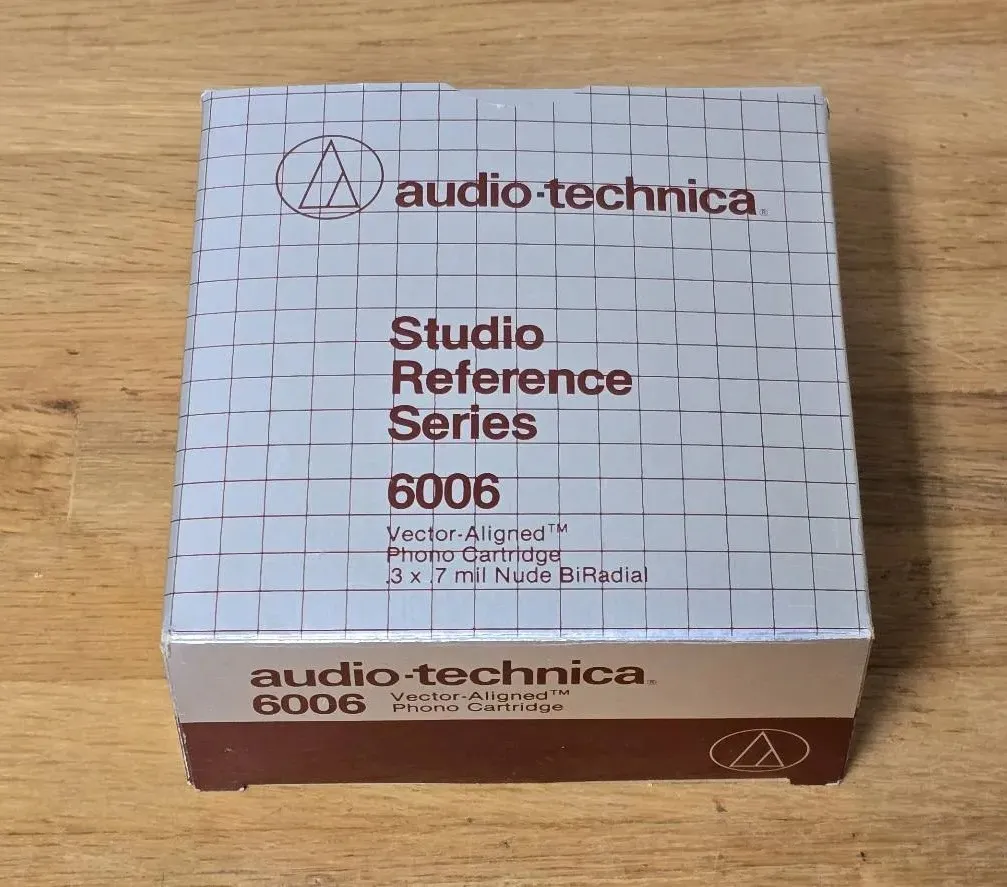 audio-technica®
Studio
Reference
Series
6006
Vector-Aligned™
Phono Cartridge
.3 x .7 mil Nude BiRadial
audio-technica®
6006 Vector-Aligned™
Phono Cartridge